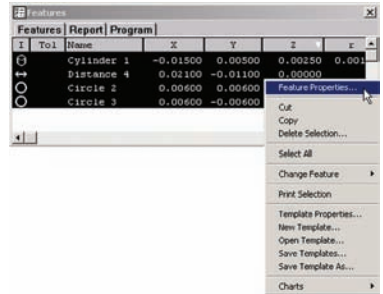 Features
Features Report Program
I Tol Name X Y Z r
Cylinder 1 -0.01500 0.00500 0.00250 0.001
Distance 4 0.02100 -0.01100 0.00000
Circle 2 0.00600 0.00600
Circle 3 0.00600 -0.00600
Feature Properties...
Cut
Copy
Delete Selection...
Select All
Change Feature
Print Selection
Template Properties...
New Template...
Open Template...
Save Templates...
Save Template As...
Charts